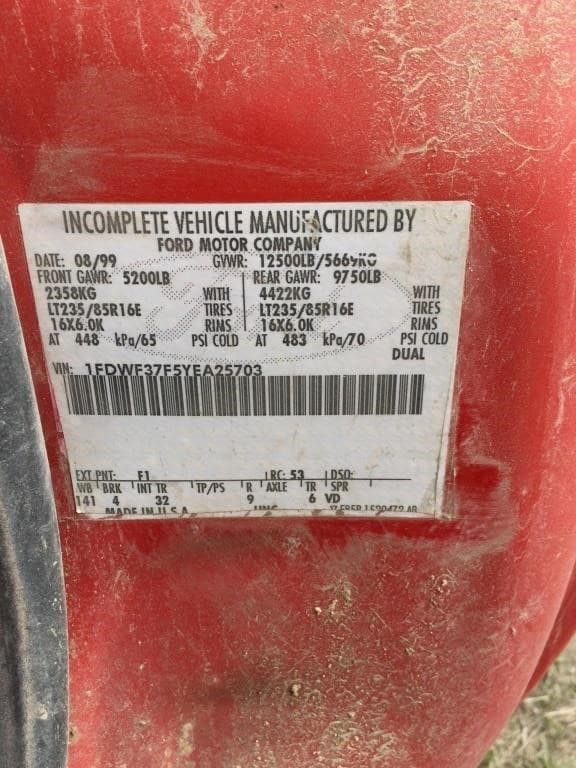 INCOMPLETE VEHICLE MANUFACTURED BY
FORD MOTOR COMPANY
DATE: 08/99 GVWR: 12500LB/5669KG
FRONT GAWR: 5200LB REAR GAWR: 9750LB
2358KG WITH 4422KG WITH
LT235/85R16E TIRES LT235/85R16E TIRES
16X6.0K RIMS 16X6.0K RIMS
AT 448 kPa/65 PSI COLD AT 483 kPa/70 PSI COLD
DUAL
VIN: 1FDWF37F5YEA25703
EXT PNT: F1 RC: 53 DSO:
WB BRK INT TR TP/PS R AXLE TR SPR
141 4 32 9 6 VD
MADE IN U.S.A.